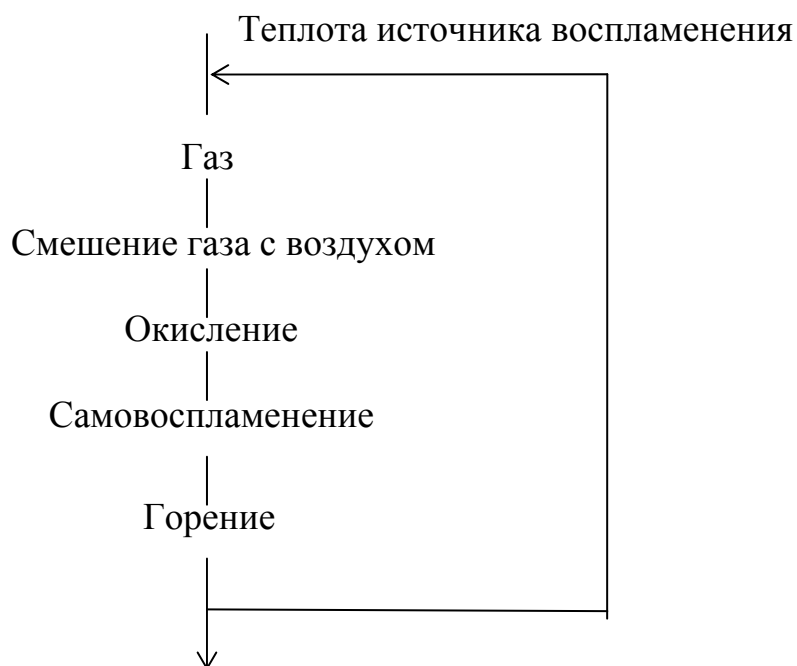 Теплота источника воспламенения
Газ
Смешение газа с воздухом
Окисление
Самовоспламенение
Горение